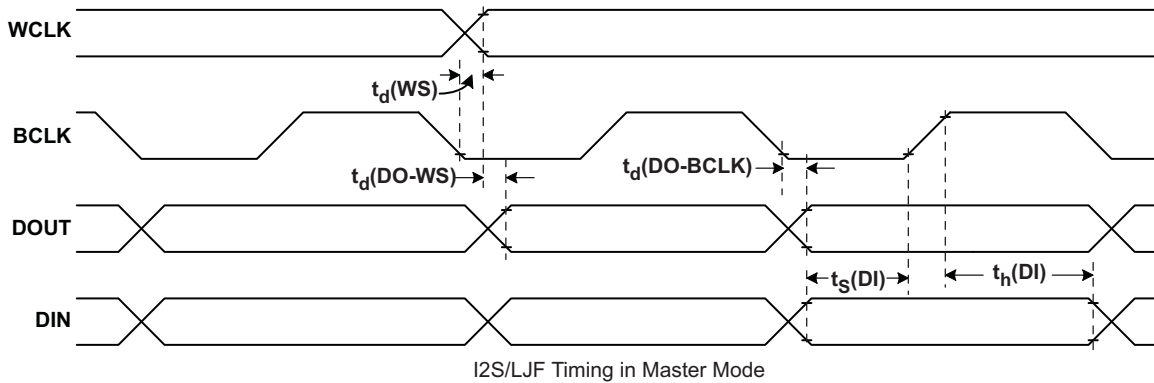 WCLK
td(WS)
BCLK
td(DO-WS)
td(DO-BCLK)
DOUT
tS(DI)
th(DI)
DIN
I2S/LJF Timing in Master Mode